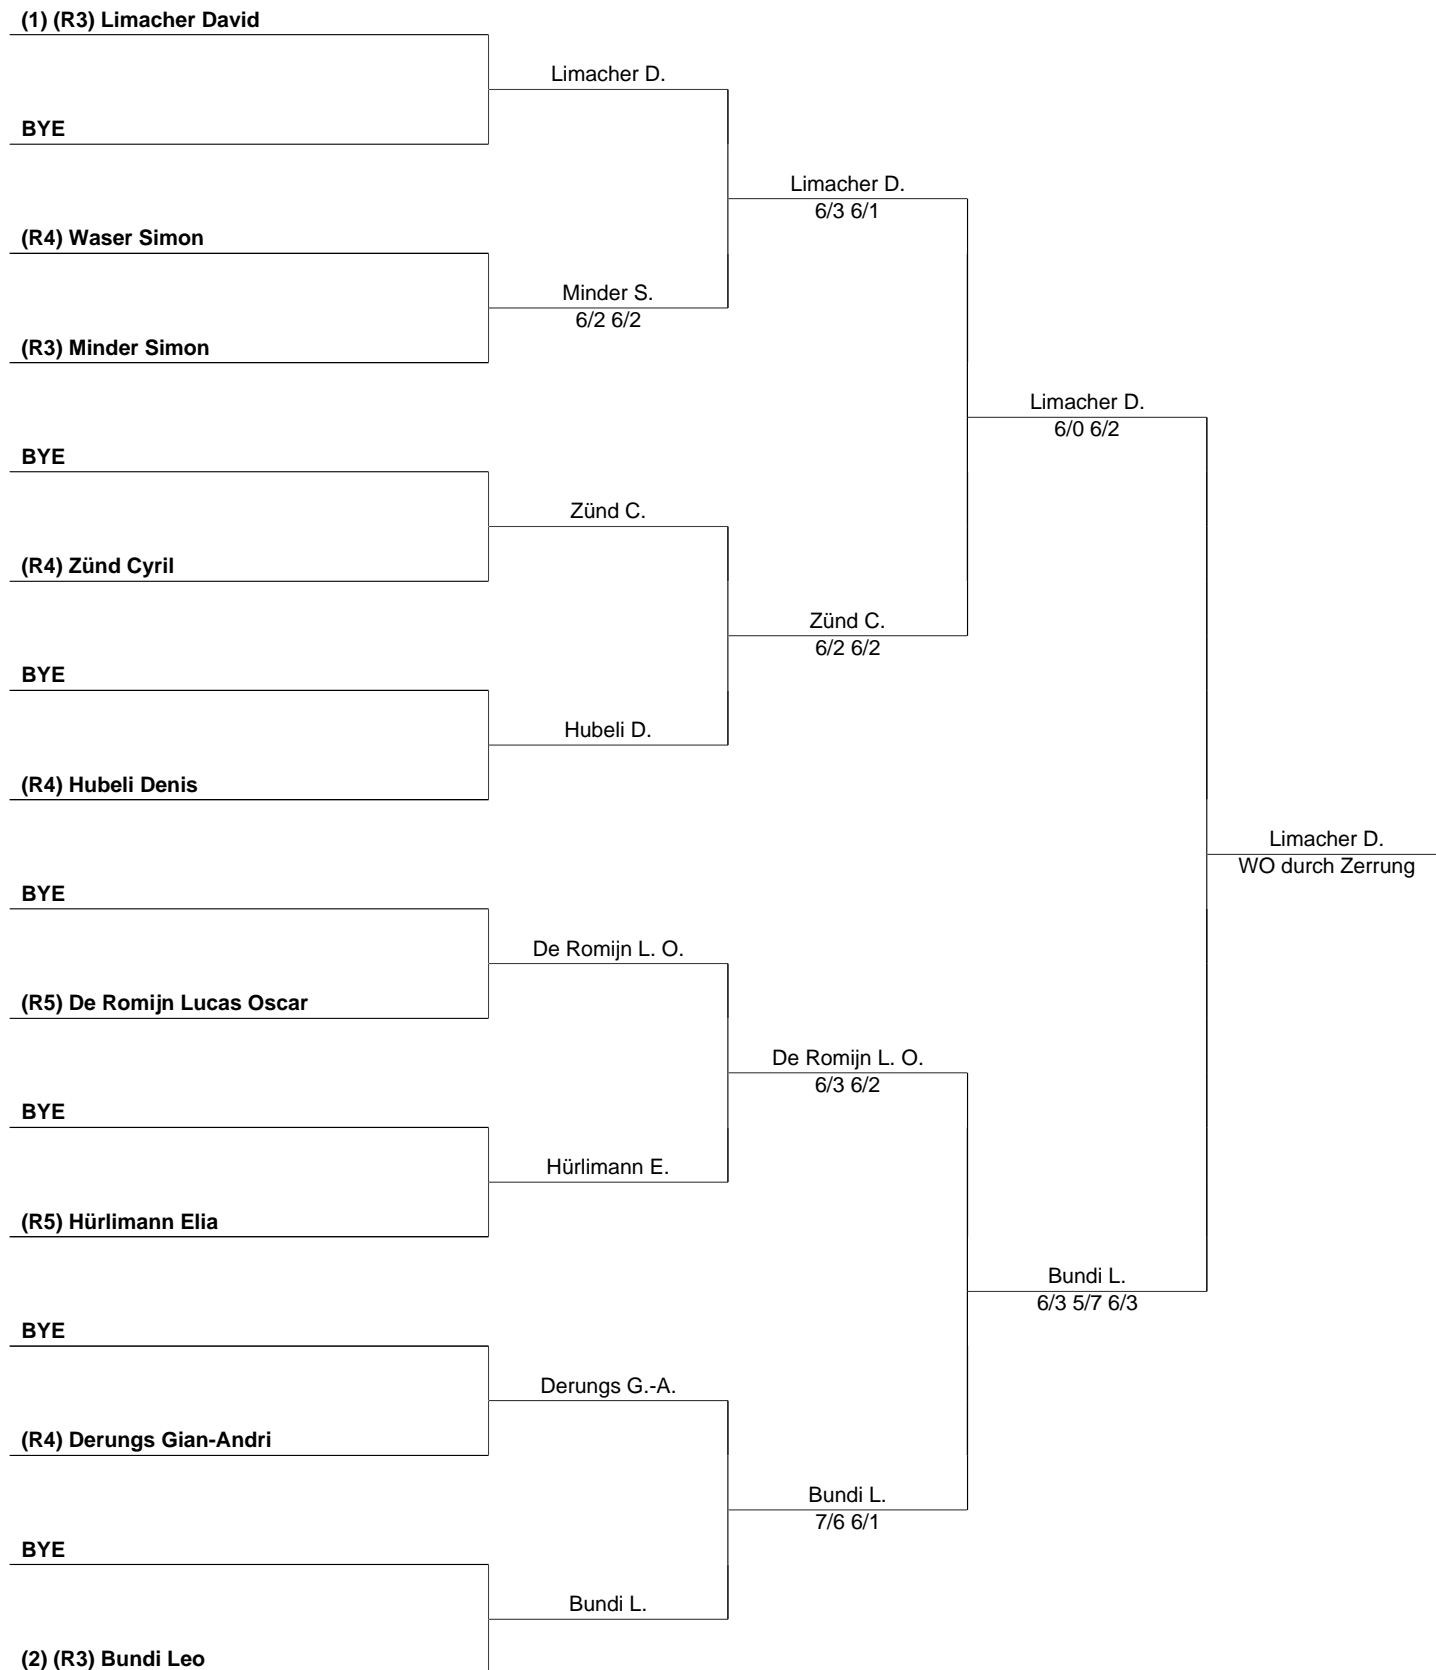 (1) (R3) Limacher David
Limacher D.
BYE
Limacher D.
6/3 6/1
(R4) Waser Simon
Minder S.
6/2 6/2
(R3) Minder Simon
Limacher D.
6/0 6/2
BYE
Zünd C.
(R4) Zünd Cyril
Zünd C.
6/2 6/2
BYE
Hubeli D.
(R4) Hubeli Denis
Limacher D.
WO durch Zerrung
BYE
De Romijn L. O.
(R5) De Romijn Lucas Oscar
De Romijn L. O.
6/3 6/2
BYE
Hürlimann E.
(R5) Hürlimann Elia
Bundi L.
6/3 5/7 6/3
BYE
Derungs G.-A.
(R4) Derungs Gian-Andri
Bundi L.
7/6 6/1
BYE
Bundi L.
(2) (R3) Bundi Leo